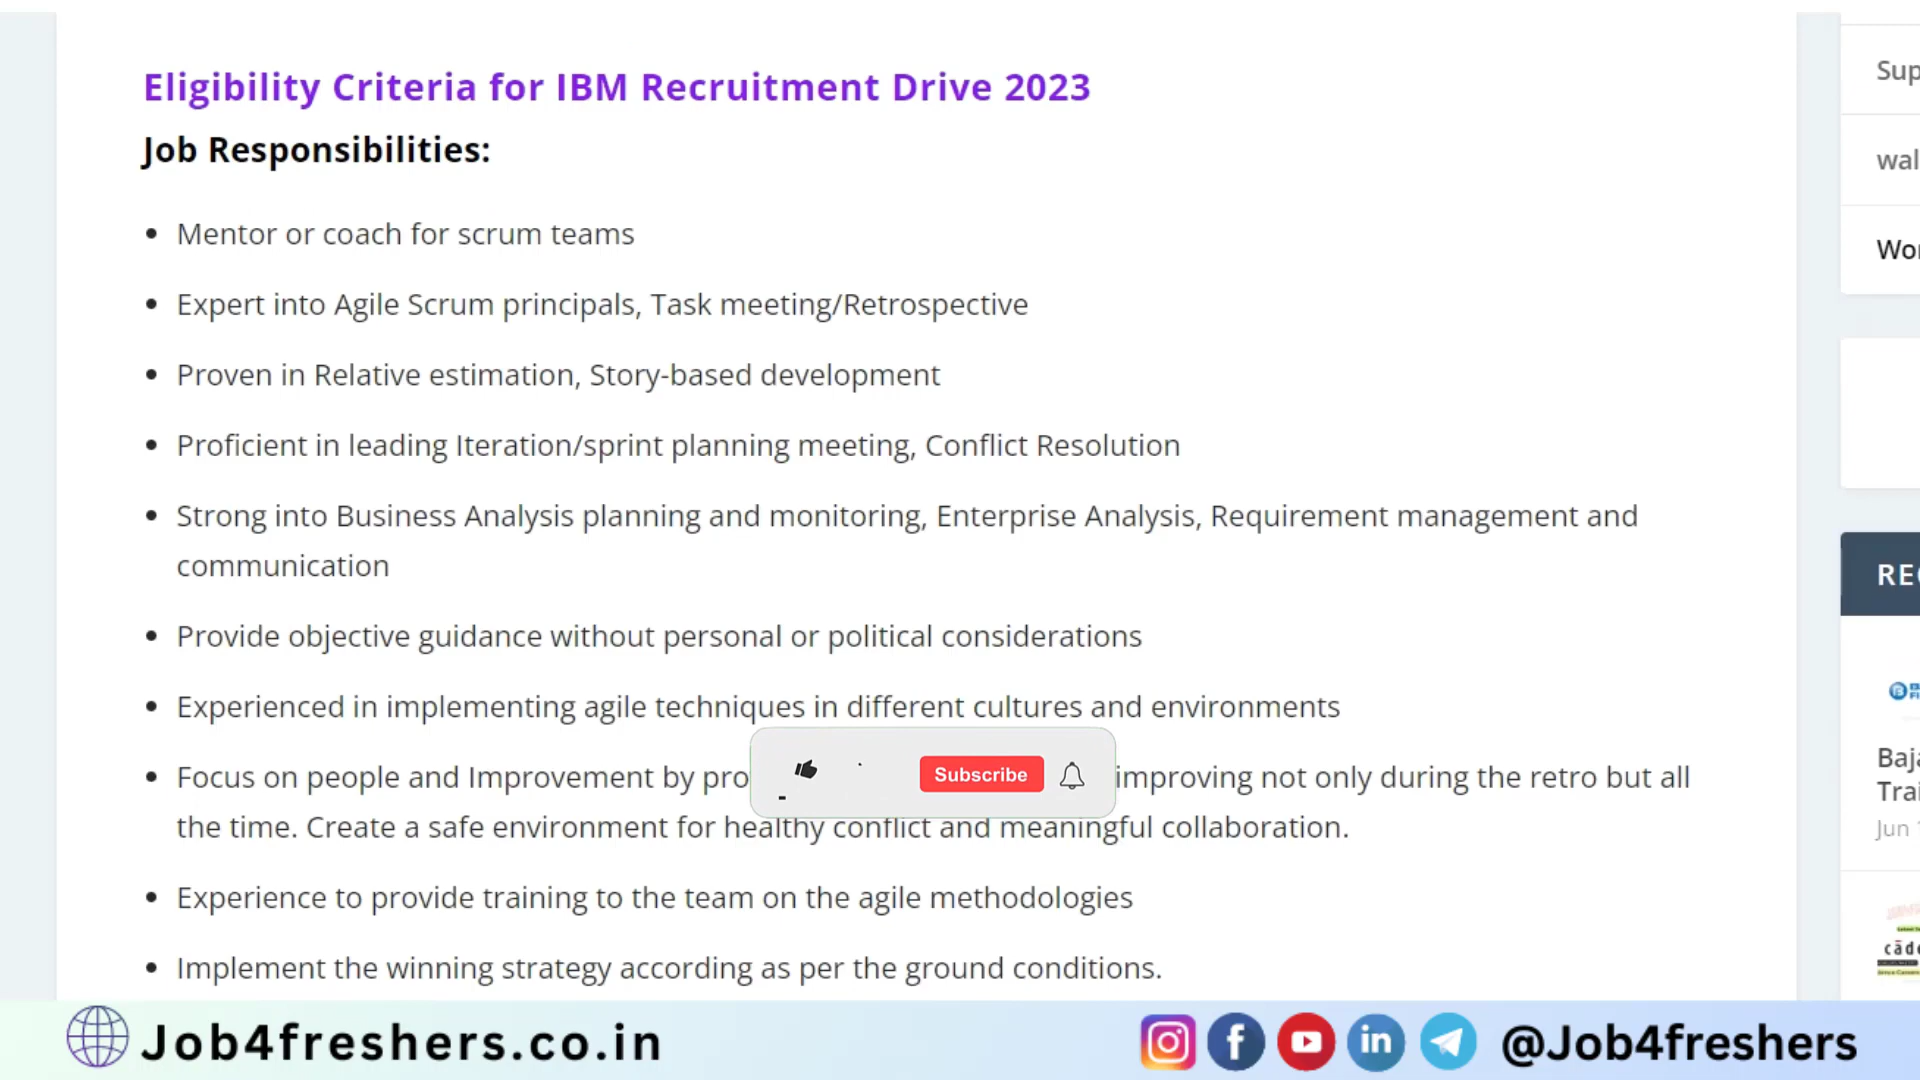 Eligibility Criteria for IBM Recruitment Drive 2023
Job Responsibilities:
Mentor or coach for scrum teams
Expert into Agile Scrum principals, Task meeting/Retrospective
Proven in Relative estimation, Story-based development
Proficient in leading Iteration/sprint planning meeting, Conflict Resolution
Strong into Business Analysis planning and monitoring, Enterprise Analysis, Requirement management and
communication
Provide objective guidance without personal or political considerations
Experienced in implementing agile techniques in different cultures and environments
Focus on people and Improvement by pro
Subscribe
improving not only during the retro but all
the time. Create a safe environment for healthy conflict and meaningful collaboration.
Experience to provide training to the team on the agile methodologies
Implement the winning strategy according as per the ground conditions.
Sup
wal
Wor
REC
Baja
Trai
Jun
Job4freshers.co.in
@Job4freshers